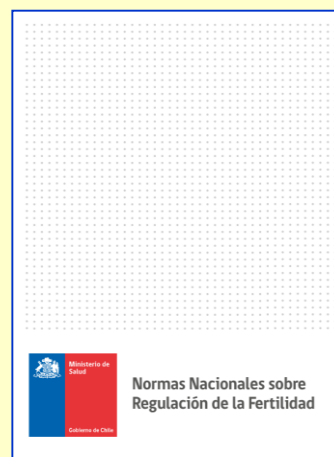 Ministerio de
Salud
Gobierno de Chile
Normas Nacionales sobre
Regulación de la Fertilidad